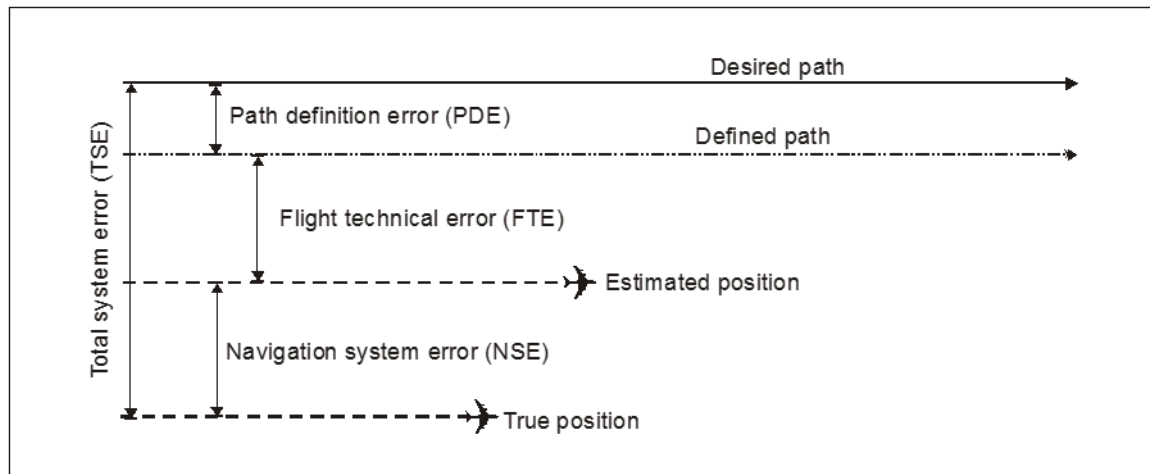 Desired path
Path definition error (PDE)
Defined path
Total system error (TSE)
Flight technical error (FTE)
Estimated position
Navigation system error (NSE)
True position